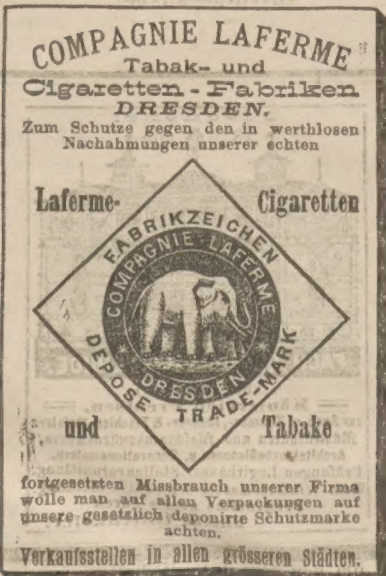 COMPAGNIE LAFERME
Tabak- und
Cigaretten-Fabriken
DRESDEN.
Zum Schutze gegen den in werthlosen
Nachahmungen unserer echten
Laferme- Cigaretten
FABRIKZEICHEN
COMPAGNIE LAFERME
DRESDEN
DEPOSE TRADE-MARK
und Tabake
fortgesetzten Missbrauch unserer Firma
wolle man auf allen Verpackungen auf
unsere gesetzlich deponirte Schutzmarke
achten.
Verkaufsstellen in allen grösseren Städten.